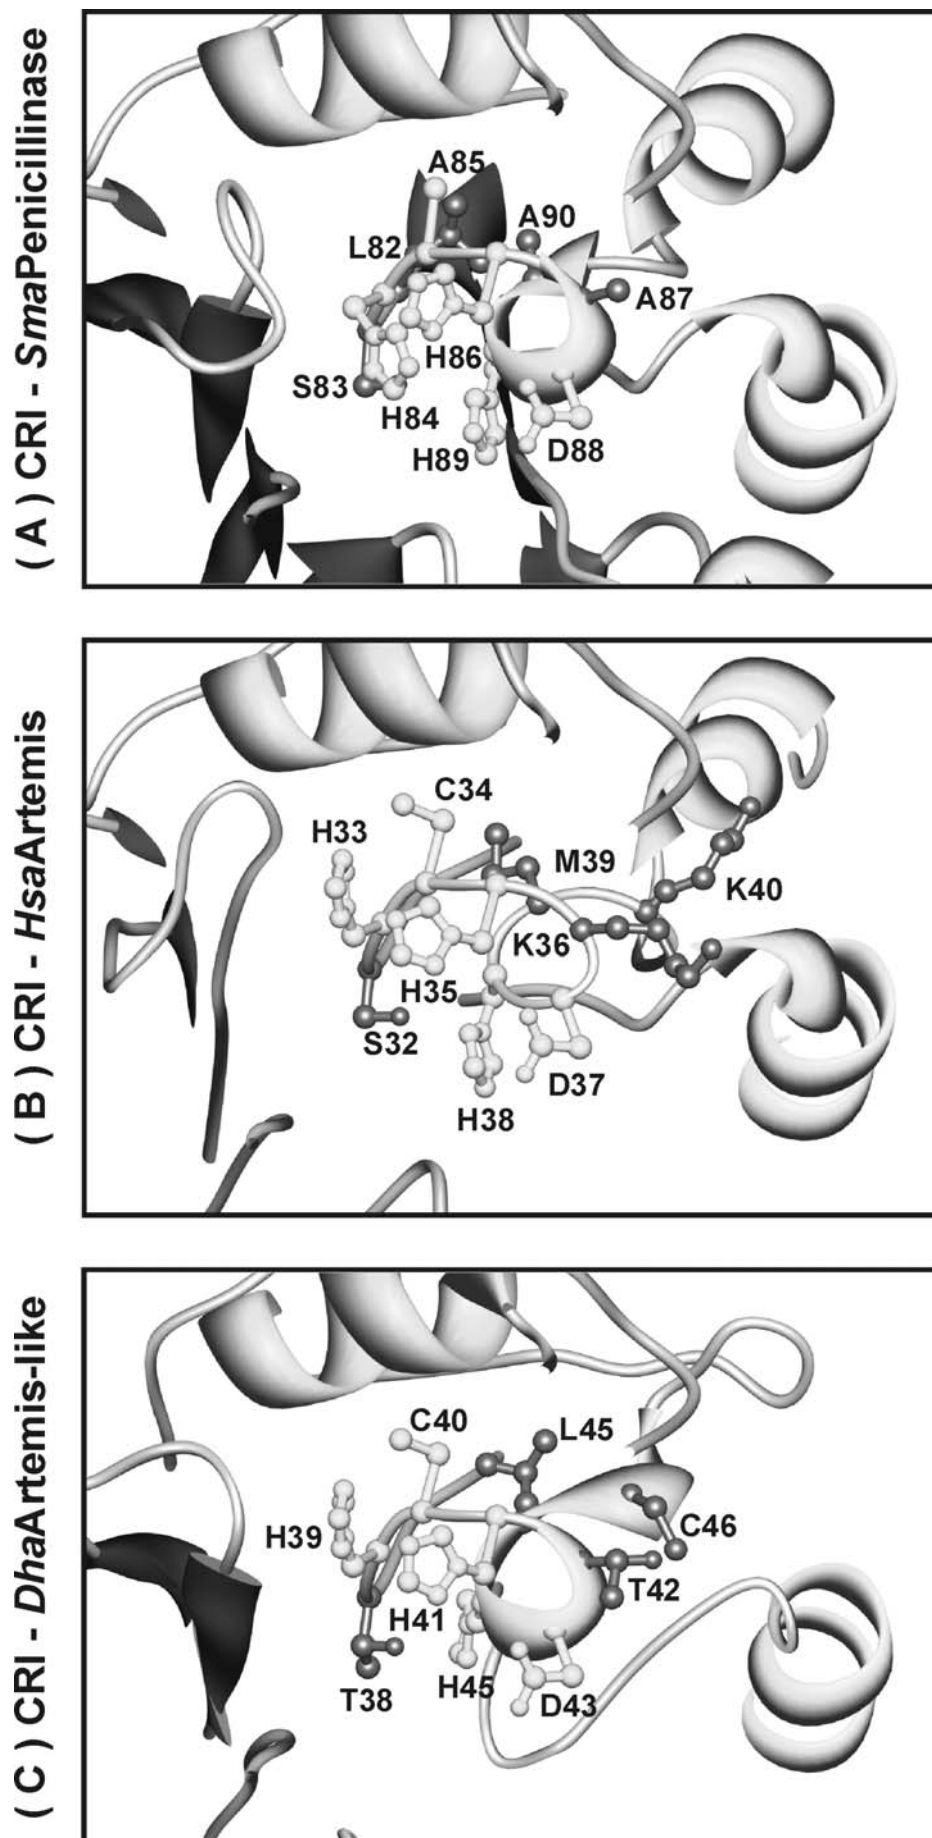 (A) CRI - SmaPenicillinase
A85
A90
L82
A87
H86
S83
H84
D88
H89
(B) CRI - HsaArtemis
C34
H33
M39
K40
K36
H35
S32
D37
H38
(C) CRI - DhaArtemis-like
C40
L45
C46
H39
T42
H41
H45
T38
D43